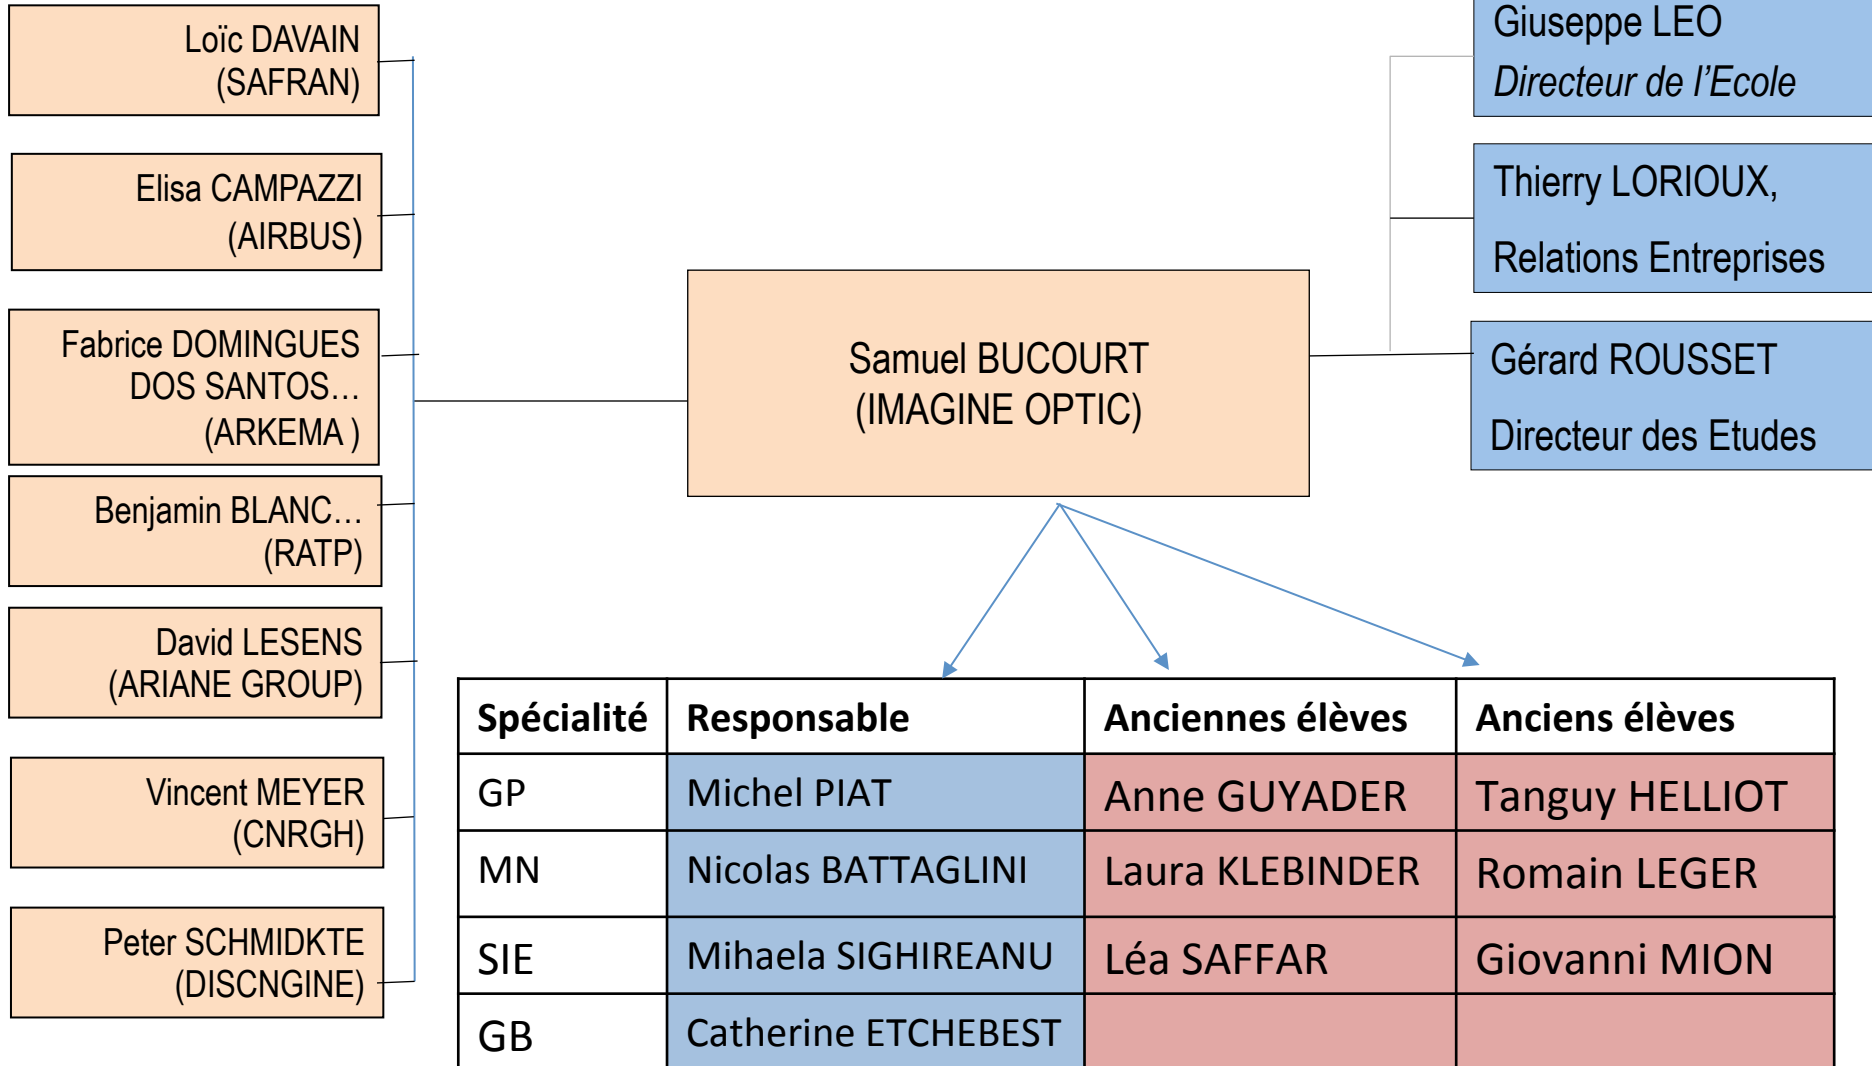 Loïc DAVAIN
(SAFRAN)
Elisa CAMPAZZI
(AIRBUS)
Fabrice DOMINGUES
DOS SANTOS…
(ARKEMA )
Benjamin BLANC…
(RATP)
David LESENS
(ARIANE GROUP)
Vincent MEYER
(CNRGH)
Peter SCHMIDKTE
(DISCNGINE)
Samuel BUCOURT
(IMAGINE OPTIC)
Giuseppe LEO
Directeur de l’Ecole
Thierry LORIOUX,
Relations Entreprises
Gérard ROUSSET
Directeur des Etudes
Spécialité Responsable Anciennes élèves Anciens élèves
GP Michel PIAT Anne GUYADER Tanguy HELLIOT
MN Nicolas BATTAGLINI Laura KLEBINDER Romain LEGER
SIE Mihaela SIGHIREANU Léa SAFFAR Giovanni MION
GB Catherine ETCHEBEST